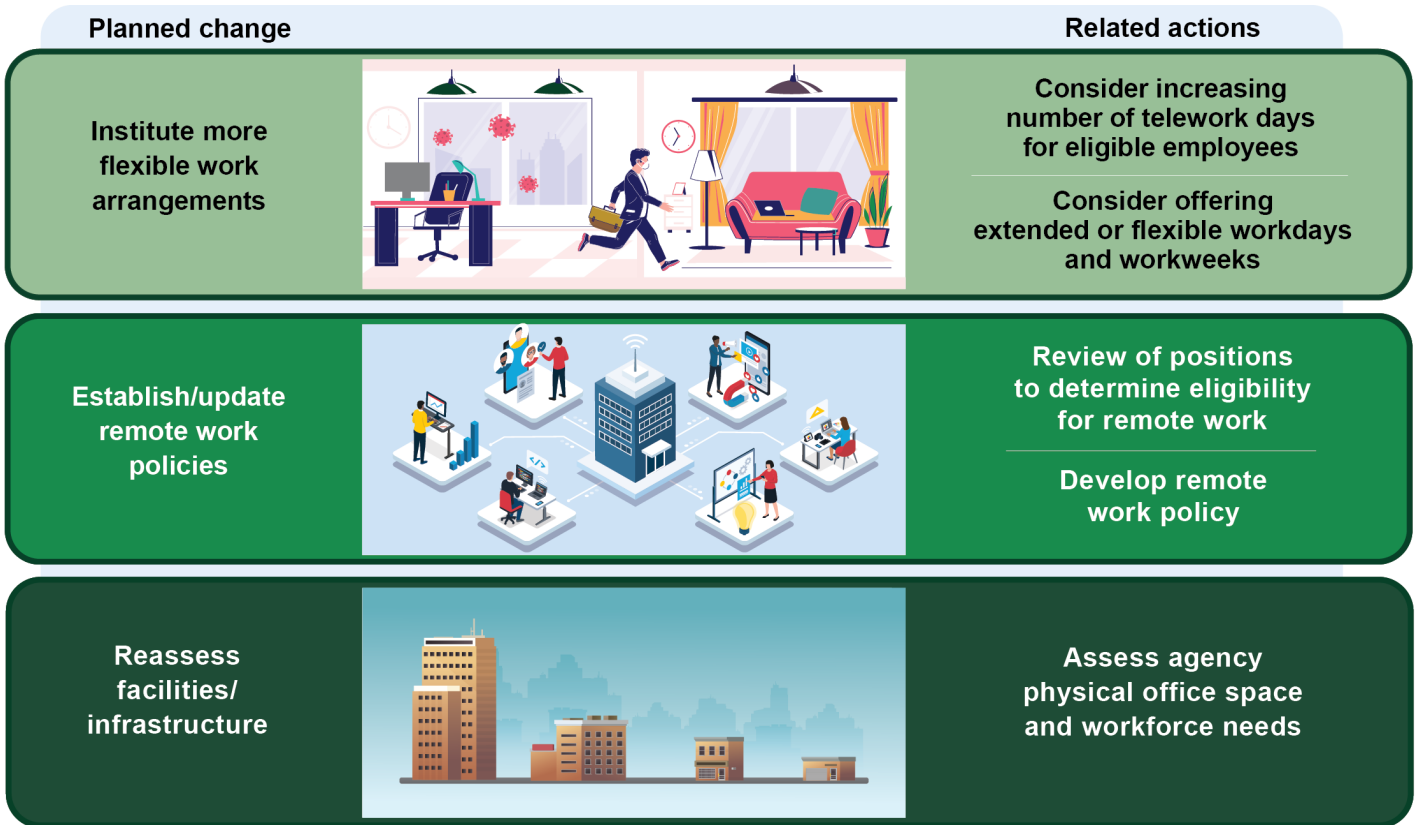 Planned change
Related actions
Institute more
flexible work
arrangements
Consider increasing
number of telework days
for eligible employees
Consider offering
extended or flexible workdays
and workweeks
Establish/update
remote work
policies
</>
Review of positions
to determine eligibility
for remote work
Develop remote
work policy
Reassess
facilities/
infrastructure
Assess agency
physical office space
and workforce needs